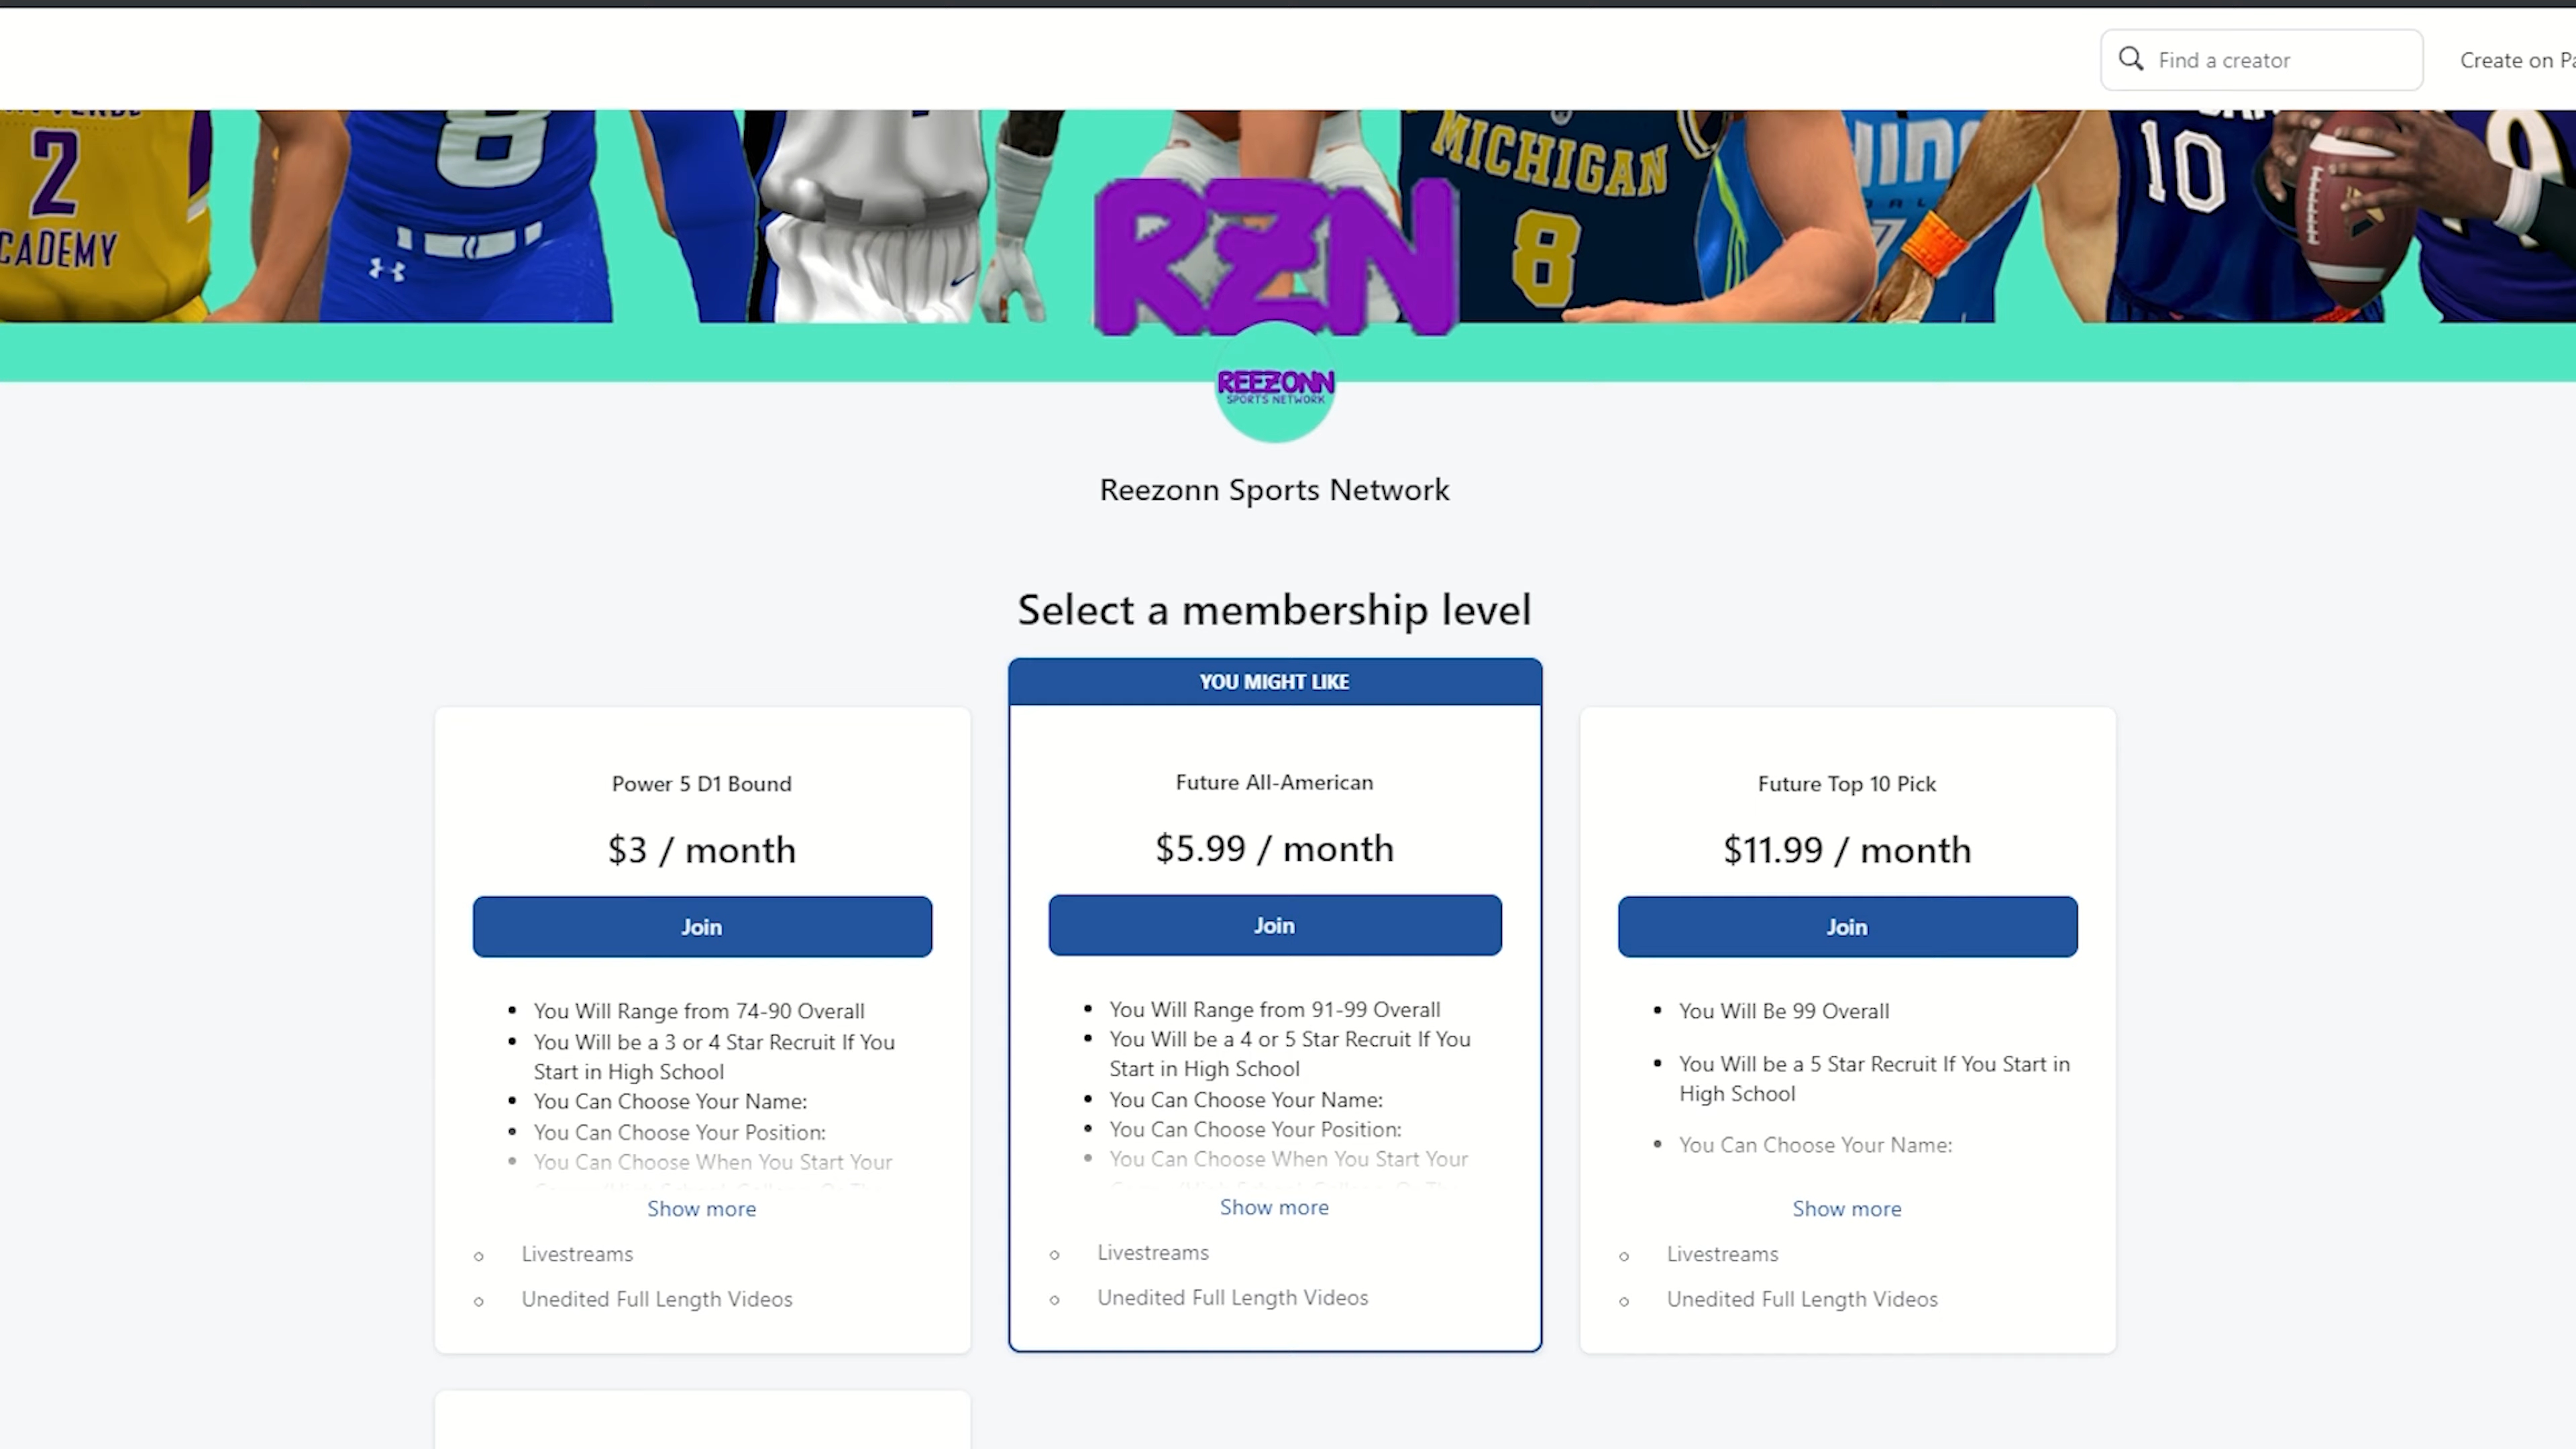 Find a creator
Create on
2
CADEMY
8
MICHIGAN
8
10
RZN
REEZONN
SPORTS NETWORK
Reezonn Sports Network
Select a membership level
YOU MIGHT LIKE
Power 5 D1 Bound
$3 / month
Join
You Will Range from 74-90 Overall
You Will be a 3 or 4 Star Recruit If You
Start in High School
You Can Choose Your Name:
You Can Choose Your Position:
You Can Choose When You Start Your
Show more
Livestreams
Unedited Full Length Videos
Future All-American
$5.99 / month
Join
You Will Range from 91-99 Overall
You Will be a 4 or 5 Star Recruit If You
Start in High School
You Can Choose Your Name:
You Can Choose Your Position:
You Can Choose When You Start Your
Show more
Livestreams
Unedited Full Length Videos
Future Top 10 Pick
$11.99 / month
Join
You Will Be 99 Overall
You Will be a 5 Star Recruit If You Start in
High School
You Can Choose Your Name:
Show more
Livestreams
Unedited Full Length Videos